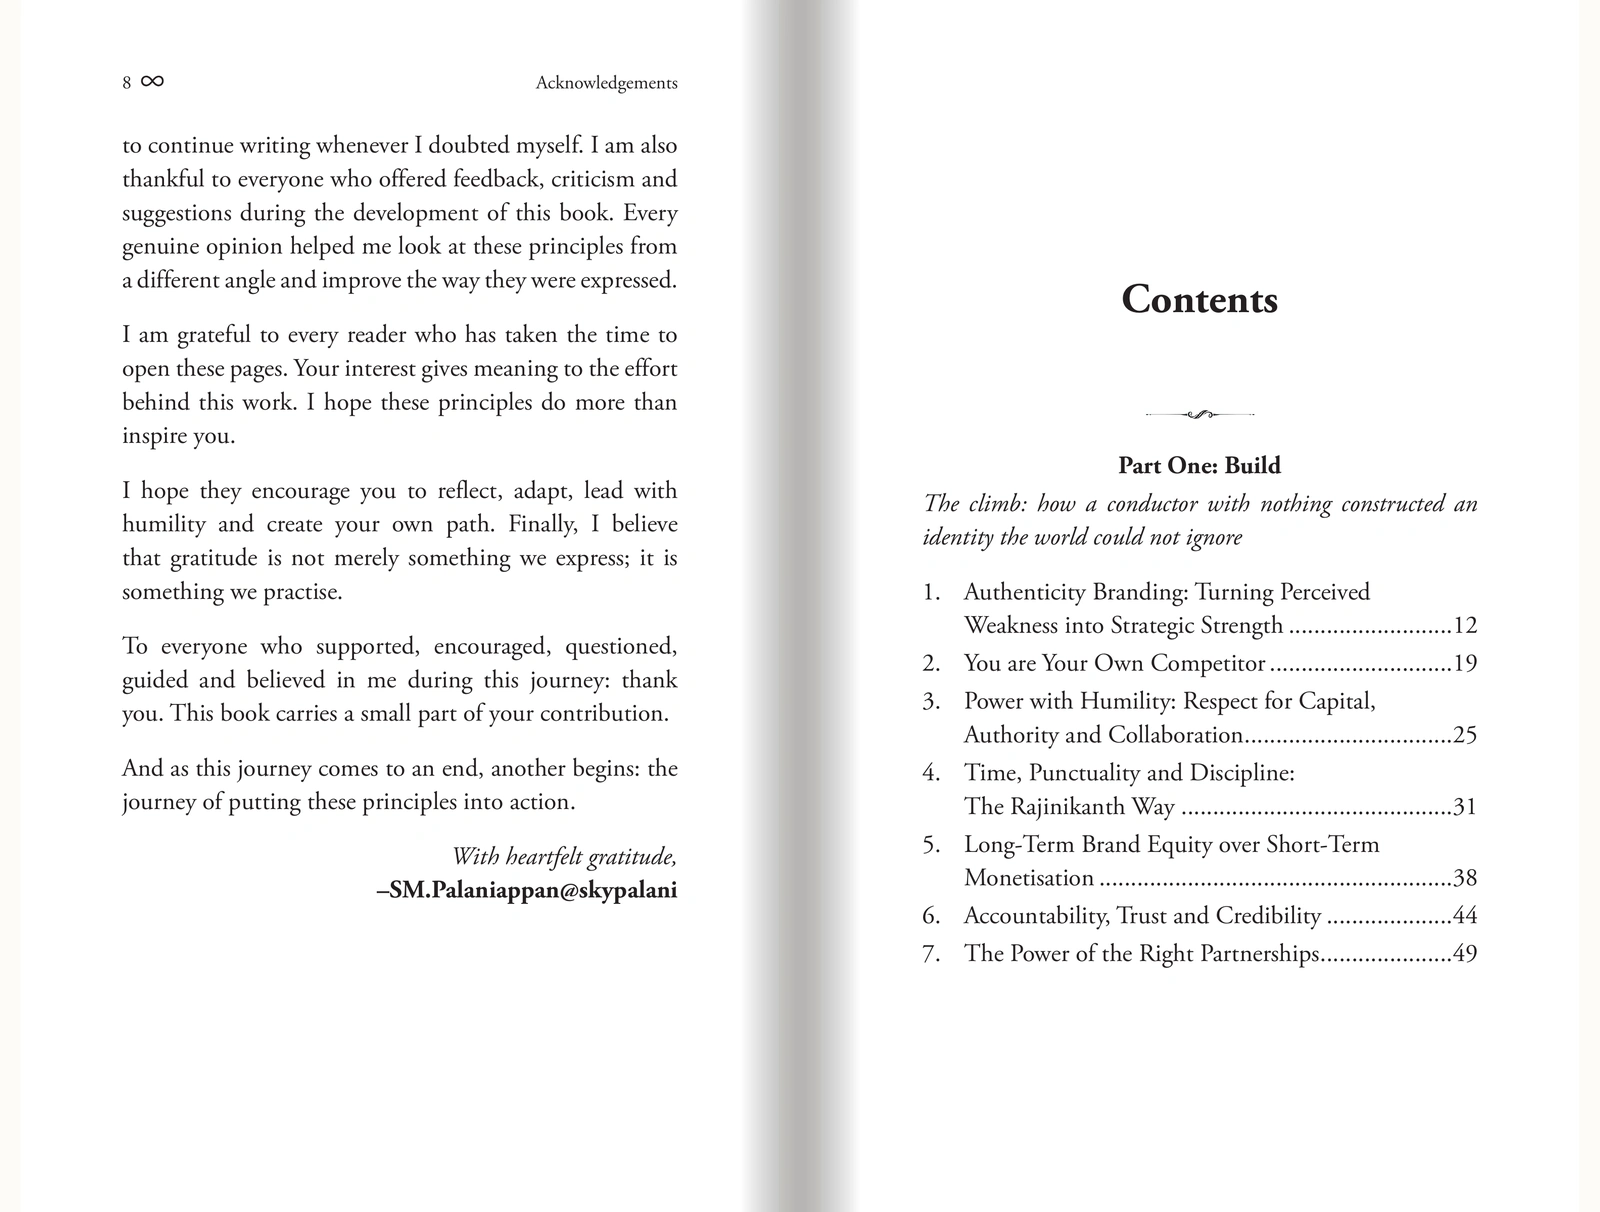 8 ∞ Acknowledgements
to continue writing whenever I doubted myself. I am also
thankful to everyone who offered feedback, criticism and
suggestions during the development of this book. Every
genuine opinion helped me look at these principles from
a different angle and improve the way they were expressed.
I am grateful to every reader who has taken the time to
open these pages. Your interest gives meaning to the effort
behind this work. I hope these principles do more than
inspire you.
I hope they encourage you to reflect, adapt, lead with
humility and create your own path. Finally, I believe
that gratitude is not merely something we express; it is
something we practise.
To everyone who supported, encouraged, questioned,
guided and believed in me during this journey: thank
you. This book carries a small part of your contribution.
And as this journey comes to an end, another begins: the
journey of putting these principles into action.
With heartfelt gratitude,
–SM.Palaniappan@skypalani
Contents
Part One: Build
The climb: how a conductor with nothing constructed an
identity the world could not ignore
1. Authenticity Branding: Turning Perceived
Weakness into Strategic Strength ..........................12
2. You are Your Own Competitor .............................19
3. Power with Humility: Respect for Capital,
Authority and Collaboration.................................25
4. Time, Punctuality and Discipline:
The Rajinikanth Way ...........................................31
5. Long-Term Brand Equity over Short-Term
Monetisation ........................................................38
6. Accountability, Trust and Credibility ....................44
7. The Power of the Right Partnerships.....................49